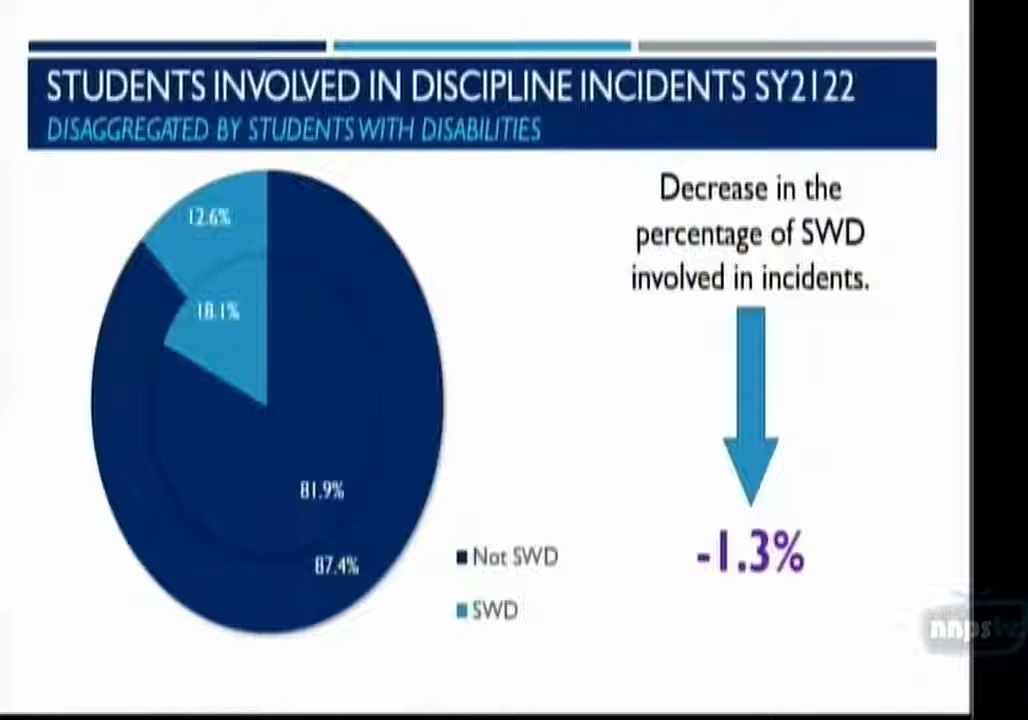 STUDENTS INVOLVED IN DISCIPLINE INCIDENTS SY2122
DISAGGREGATED BY STUDENTS WITH DISABILITIES
12.6%
18.1%
81.9%
87.4%
Not SWD
SWD
Decrease in the
percentage of SWD
involved in incidents.
-1.3%
nnpstv